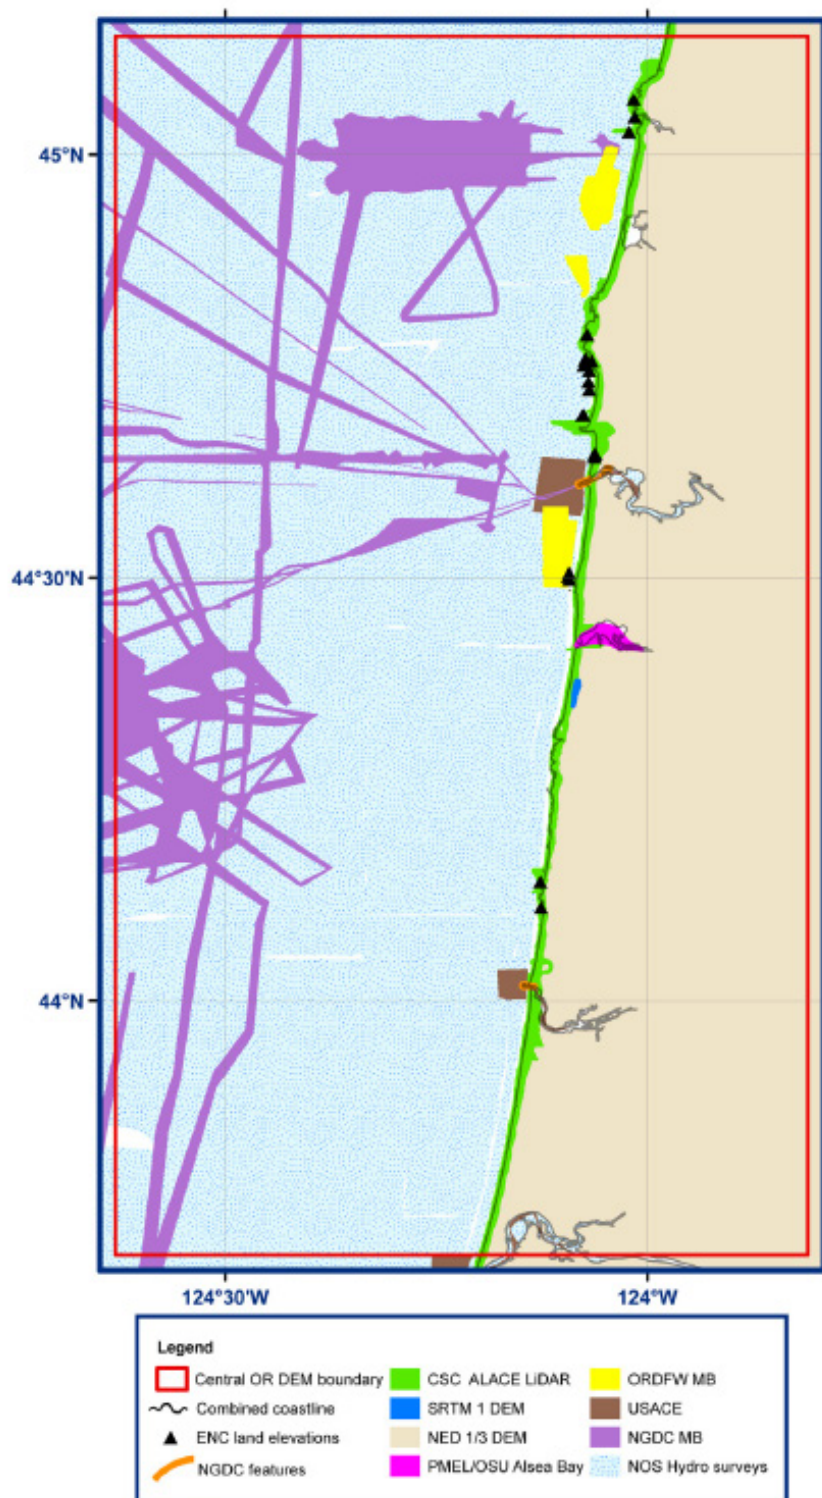 45°N
44°30'N
44°N
124°30'W 124°W
Legend
Central OR DEM boundary CSC ALACE LiDAR ORDFW MB
Combined coastline SRTM 1 DEM USACE
ENC land elevations NED 1/3 DEM NGDC MB
NGDC features PMEL/OSU Alsea Bay NOS Hydro surveys